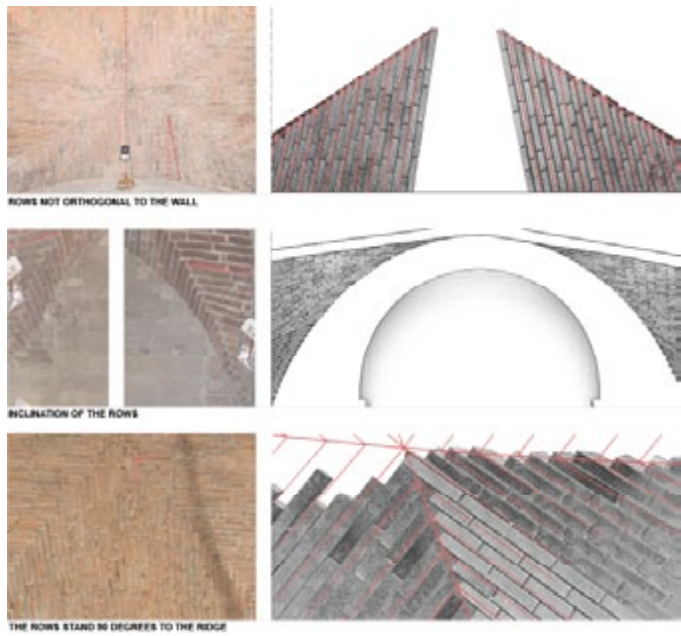 ROWS NOT ORTHOGONAL TO THE WALL
INCLINATION OF THE ROWS
THE ROWS STAND 90 DEGREES TO THE RIDGE